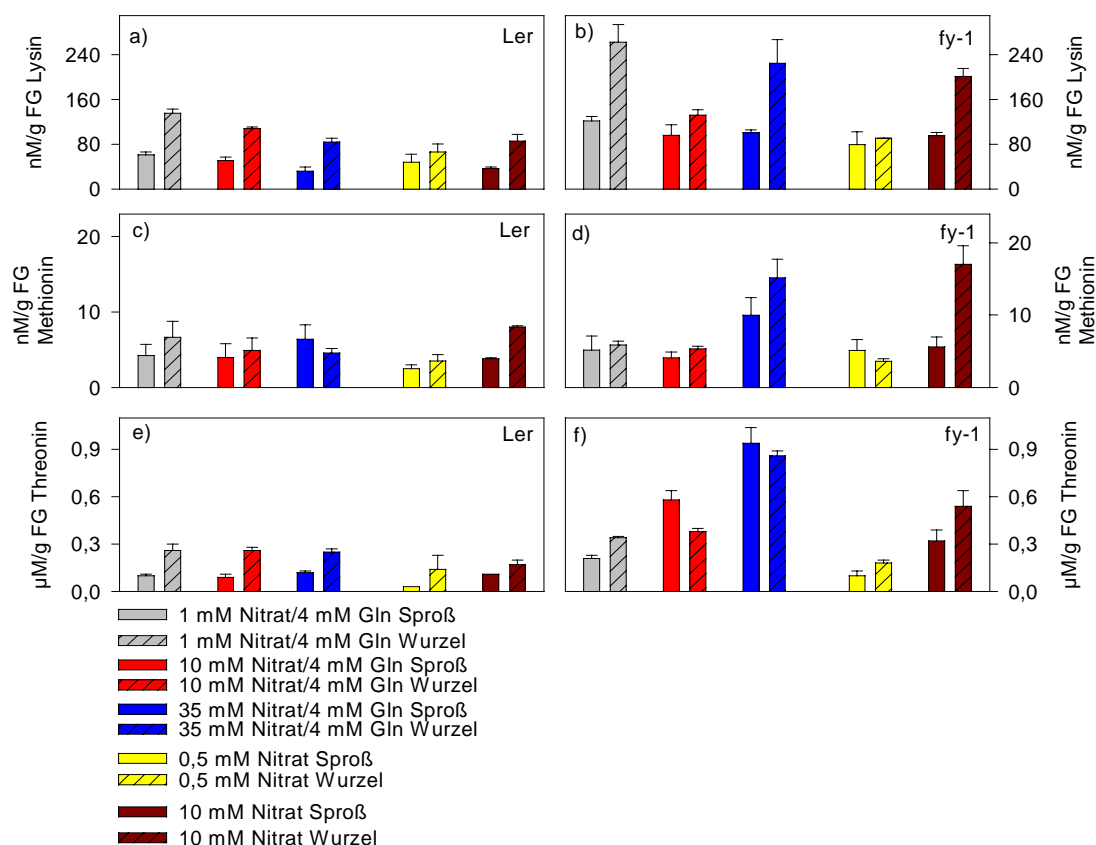 a) Ler
nM/g FG Lysin
240
160
80
0
b) fy-1
240
160
80
0
nM/g FG Lysin
c) Ler
nM/g FG
Methionin
20
10
0
d) fy-1
20
10
0
nM/g FG
Methionin
e) Ler
µM/g FG Threonin
0,9
0,6
0,3
0,0
f) fy-1
0,9
0,6
0,3
0,0
µM/g FG Threonin
1 mM Nitrat/4 mM Gln Sproß
1 mM Nitrat/4 mM Gln Wurzel
10 mM Nitrat/4 mM Gln Sproß
10 mM Nitrat/4 mM Gln Wurzel
35 mM Nitrat/4 mM Gln Sproß
35 mM Nitrat/4 mM Gln Wurzel
0,5 mM Nitrat Sproß
0,5 mM Nitrat Wurzel
10 mM Nitrat Sproß
10 mM Nitrat Wurzel